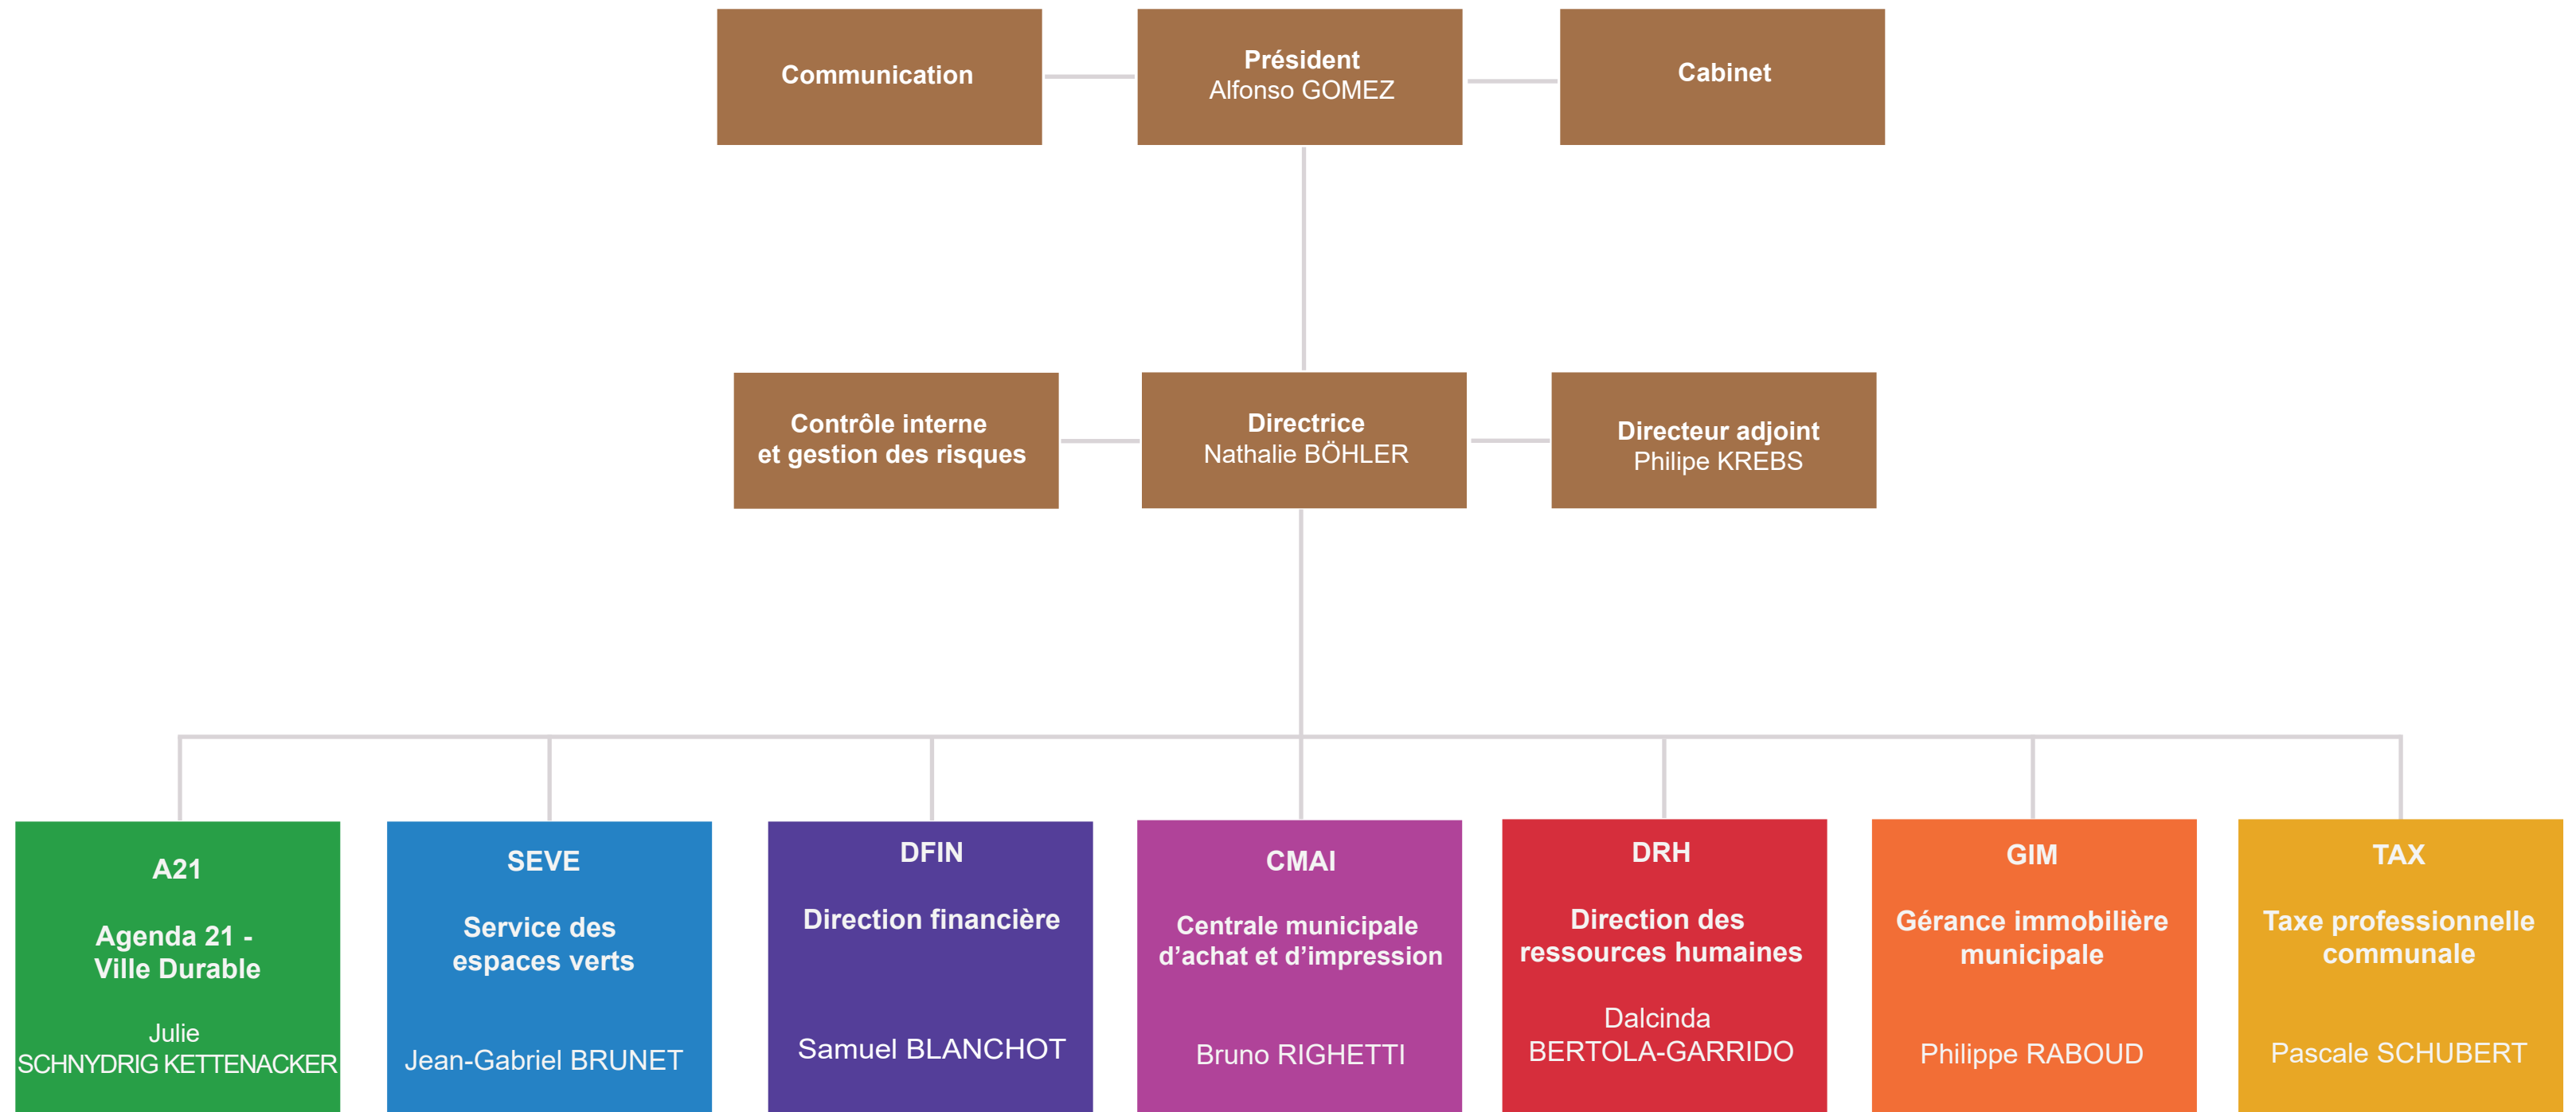 Communication
Président
Alfonso GOMEZ
Cabinet
Contrôle interne
et gestion des risques
Directrice
Nathalie BÖHLER
Directeur adjoint
Philipe KREBS
A21
Agenda 21 -
Ville Durable
Julie
SCHNYDRIG KETTENACKER
SEVE
Service des
espaces verts
Jean-Gabriel BRUNET
DFIN
Direction financière
Samuel BLANCHOT
CMAI
Centrale municipale
d’achat et d’impression
Bruno RIGHETTI
DRH
Direction des
ressources humaines
Dalcinda
BERTOLA-GARRIDO
GIM
Gérance immobilière
municipale
Philippe RABOUD
TAX
Taxe professionnelle
communale
Pascale SCHUBERT